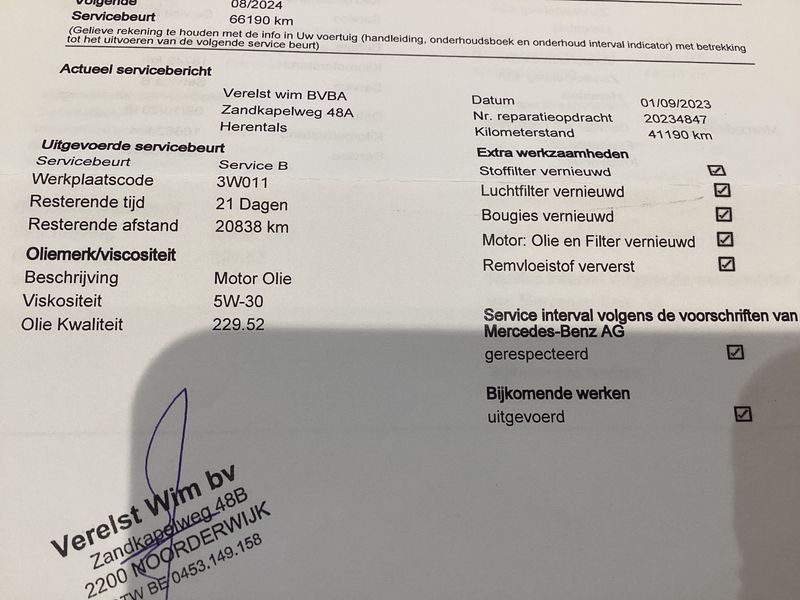 Volgende 08/2024
Servicebeurt 66190 km
(Gelieve rekening te houden met de info in Uw voertuig (handleiding, onderhoudsboek en onderhoud interval indicator) met betrekking
tot het uitvoeren van de volgende service beurt)
Actueel servicebericht
Verelst wim BVBA
Zandkapelweg 48A
Herentals
Datum 01/09/2023
Nr. reparatieopdracht 20234847
Kilometerstand 41190 km
Uitgevoerde servicebeurt
Servicebeurt Service B
Werkplaatscode 3W011
Resterende tijd 21 Dagen
Resterende afstand 20838 km
Oliemerk/viscositeit
Beschrijving Motor Olie
Viskositeit 5W-30
Olie Kwaliteit 229.52
Extra werkzaamheden
Stoffilter vernieuwd
Luchtfilter vernieuwd
Bougies vernieuwd
Motor: Olie en Filter vernieuwd
Remvloeistof ververst
Service interval volgens de voorschriften van
Mercedes-Benz AG
gerespecteerd
Bijkomende werken
uitgevoerd
Verelst Wim bv
Zandkapelweg 48B
2200 NOORDERWIJK
BTW BE 0453.149.158